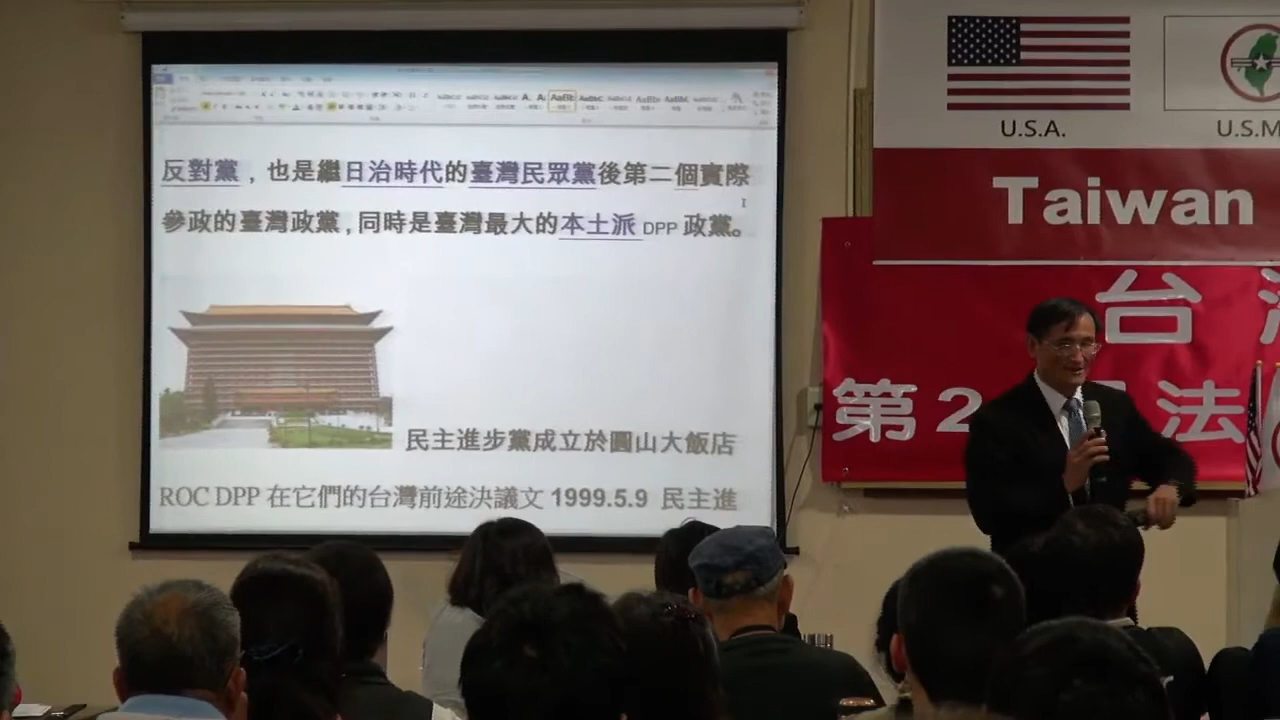 反對黨，也是繼日治時代的臺灣民眾黨後第二個實際
參政的臺灣政黨，同時是臺灣最大的本土派 DPP 政黨。
民主進步黨成立於圓山大飯店
ROC DPP 在它們的台灣前途決議文 1999.5.9 民主進
U.S.A.
U.S.M
Taiwan
台
第2 法